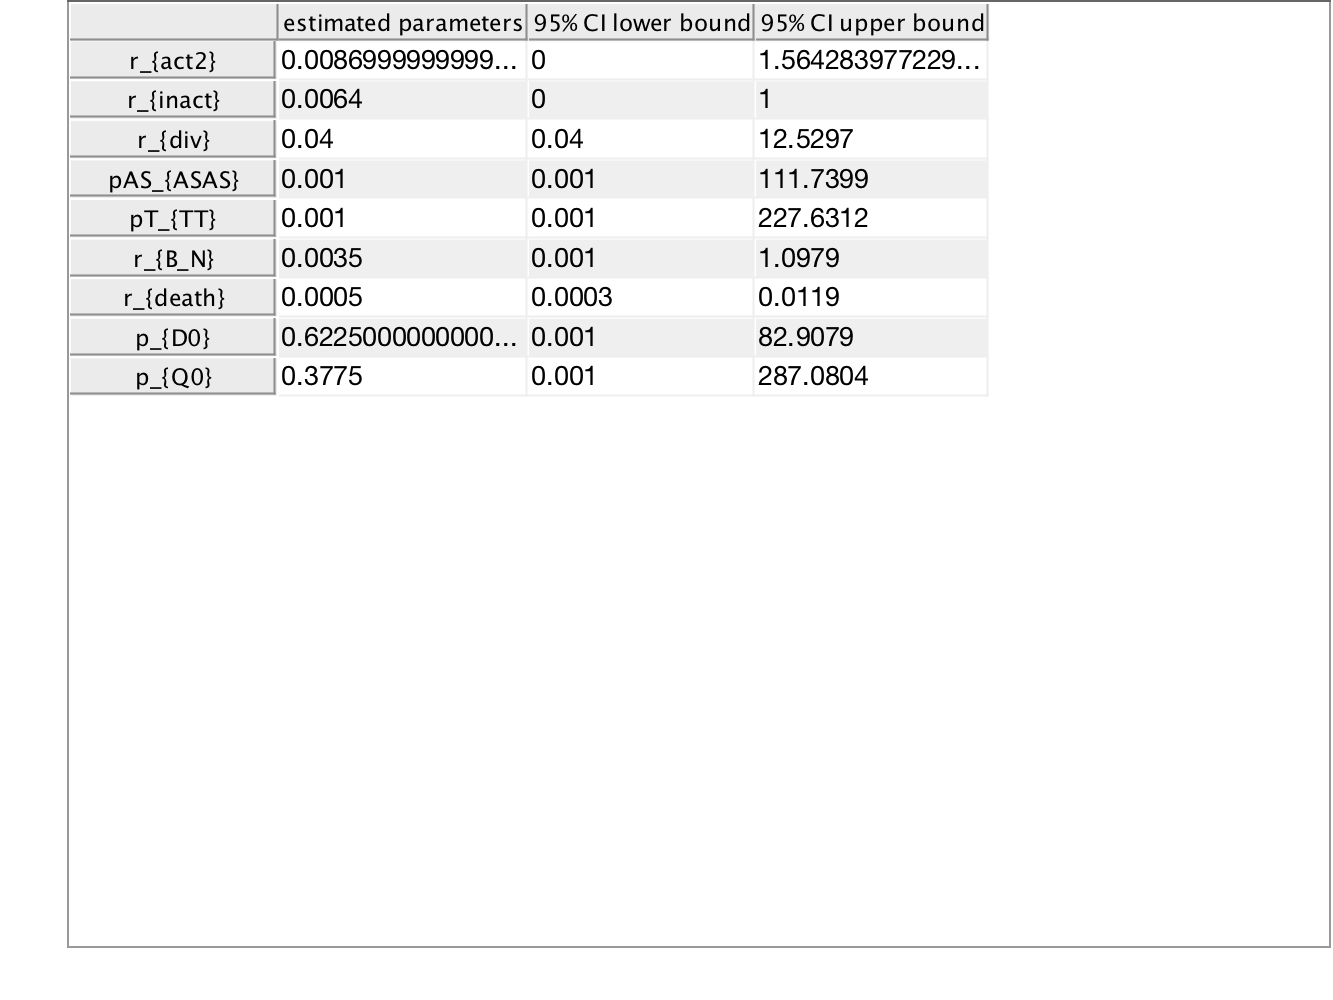 estimated parameters 95% CI lower bound 95% CI upper bound
r_{act2} 0.0086999999999... 0 1.564283977229...
r_{inact} 0.0064 0 1
r_{div} 0.04 0.04 12.5297
pAS_{ASAS} 0.001 0.001 111.7399
pT_{TT} 0.001 0.001 227.6312
r_{B_N} 0.0035 0.001 1.0979
r_{death} 0.0005 0.0003 0.0119
p_{D0} 0.6225000000000... 0.001 82.9079
p_{Q0} 0.3775 0.001 287.0804